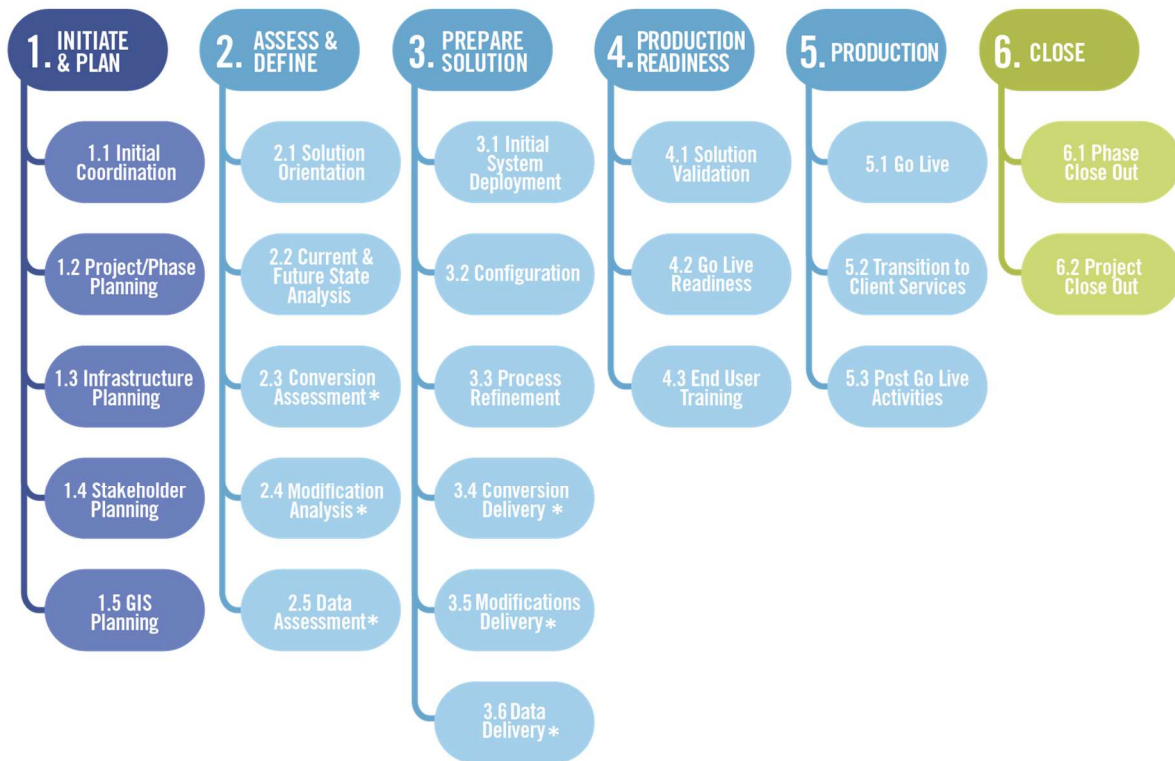 1. INITIATE
& PLAN
1.1 Initial
Coordination
1.2 Project/Phase
Planning
1.3 Infrastructure
Planning
1.4 Stakeholder
Planning
1.5 GIS
Planning
2. ASSESS &
DEFINE
2.1 Solution
Orientation
2.2 Current &
Future State
Analysis
2.3 Conversion
Assessment*
2.4 Modification
Analysis*
2.5 Data
Assessment*
3. PREPARE
SOLUTION
3.1 Initial
System
Deployment
3.2 Configuration
3.3 Process
Refinement
3.4 Conversion
Delivery *
3.5 Modifications
Delivery*
3.6 Data
Delivery*
4. PRODUCTION
READINESS
4.1 Solution
Validation
4.2 Go Live
Readiness
4.3 End User
Training
5. PRODUCTION
5.1 Go Live
5.2 Transition to
Client Services
5.3 Post Go Live
Activities
6. CLOSE
6.1 Phase
Close Out
6.2 Project
Close Out